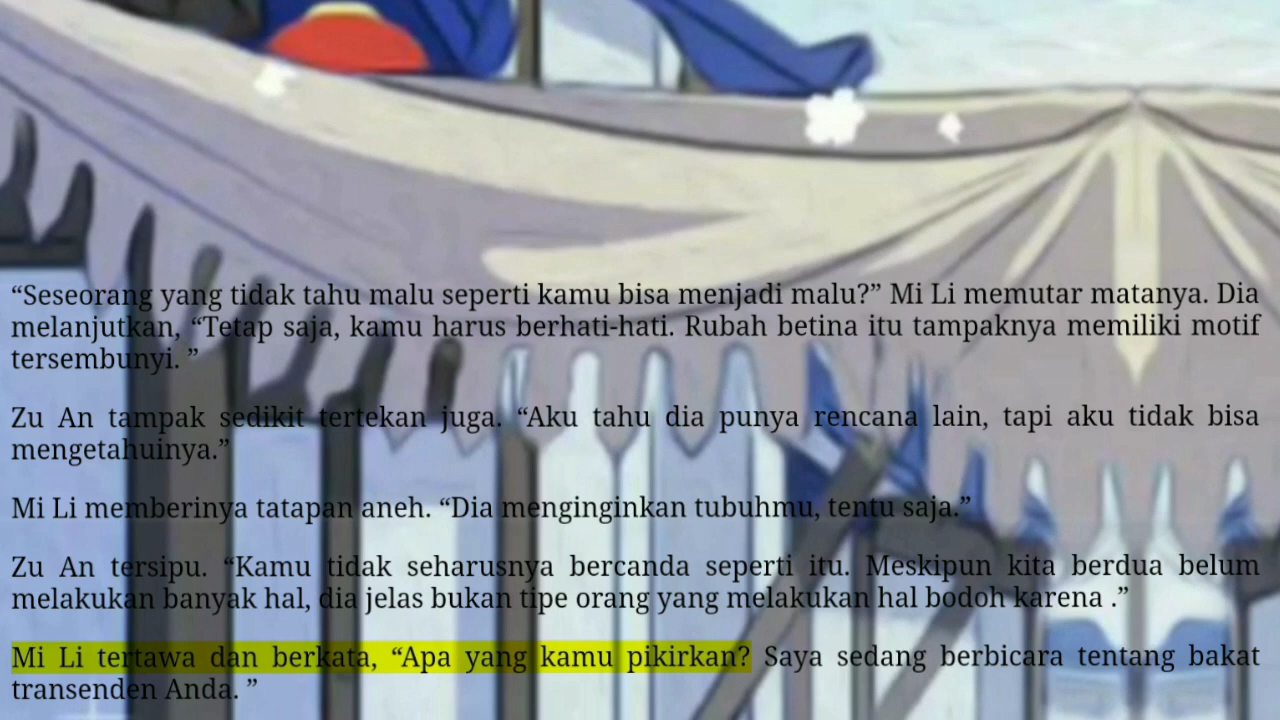 “Seseorang yang tidak tahu malu seperti kamu bisa menjadi malu?” Mi Li memutar matanya. Dia
melanjutkan, “Tetap saja, kamu harus berhati-hati. Rubah betina itu tampaknya memiliki motif
tersembunyi. ”
Zu An tampak sedikit tertekan juga. “Aku tahu dia punya rencana lain, tapi aku tidak bisa
mengetahuinya.”
Mi Li memberinya tatapan aneh. “Dia menginginkan tubuhmu, tentu saja.”
Zu An tersipu. “Kamu tidak seharusnya bercanda seperti itu. Meskipun kita berdua belum
melakukan banyak hal, dia jelas bukan tipe orang yang melakukan hal bodoh karena .”
Mi Li tertawa dan berkata, “Apa yang kamu pikirkan? Saya sedang berbicara tentang bakat
transenden Anda. ”